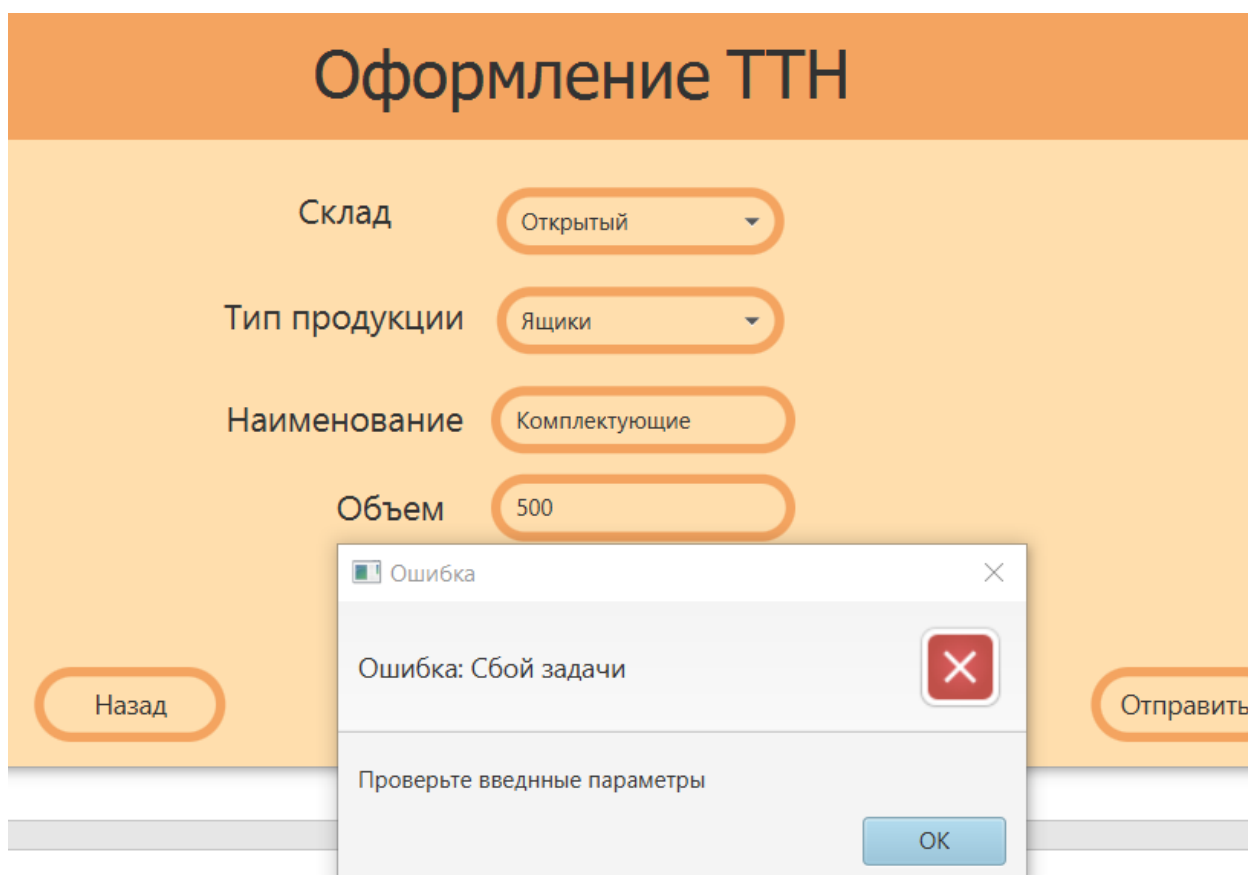 Оформление ТТН
Склад
Открытый
Тип продукции
Ящики
Наименование
Комплектующие
Объем
500
Ошибка
Ошибка: Сбой задачи
Назад
Отправить
Проверьте введнные параметры
OK